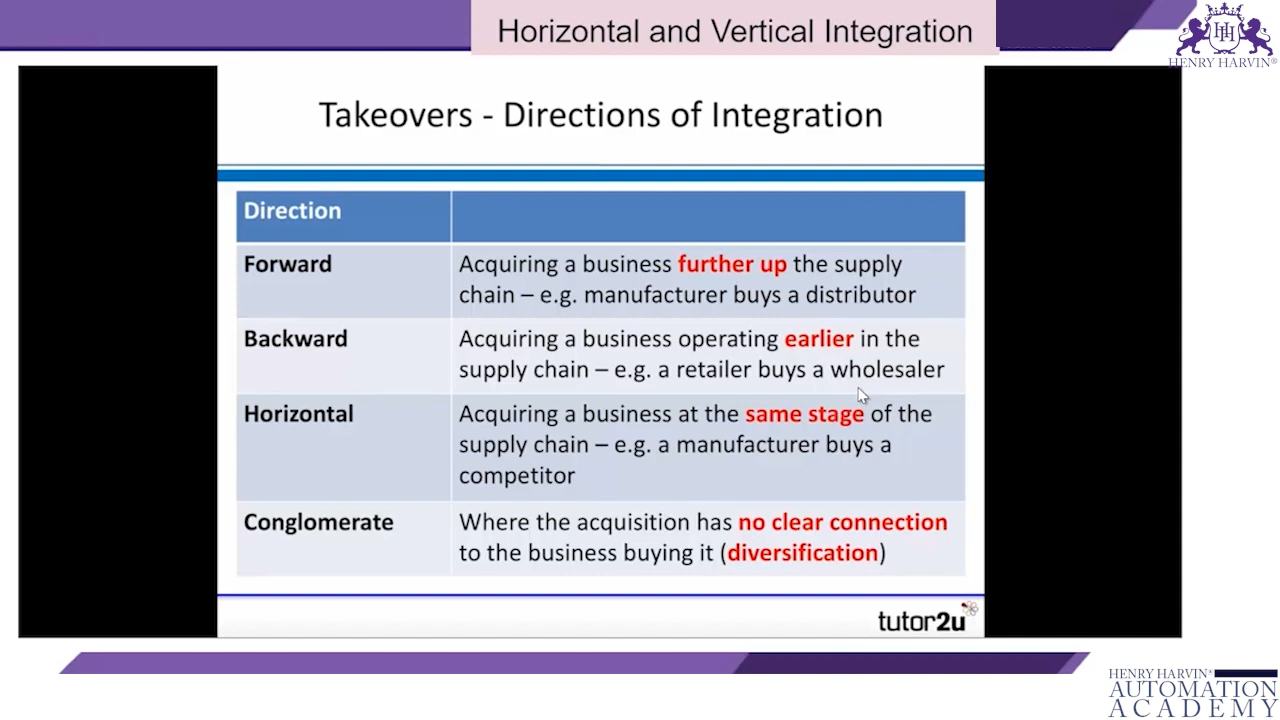 Horizontal and Vertical Integration
HH
HENRY HARVIN®
Takeovers - Directions of Integration
Direction
Forward
Acquiring a business further up the supply
chain – e.g. manufacturer buys a distributor
Backward
Acquiring a business operating earlier in the
supply chain – e.g. a retailer buys a wholesaler
Horizontal
Acquiring a business at the same stage of the
supply chain – e.g. a manufacturer buys a
competitor
Conglomerate
Where the acquisition has no clear connection
to the business buying it (diversification)
tutor2u
HENRY HARVIN®
AUTOMATION
ACADEMY